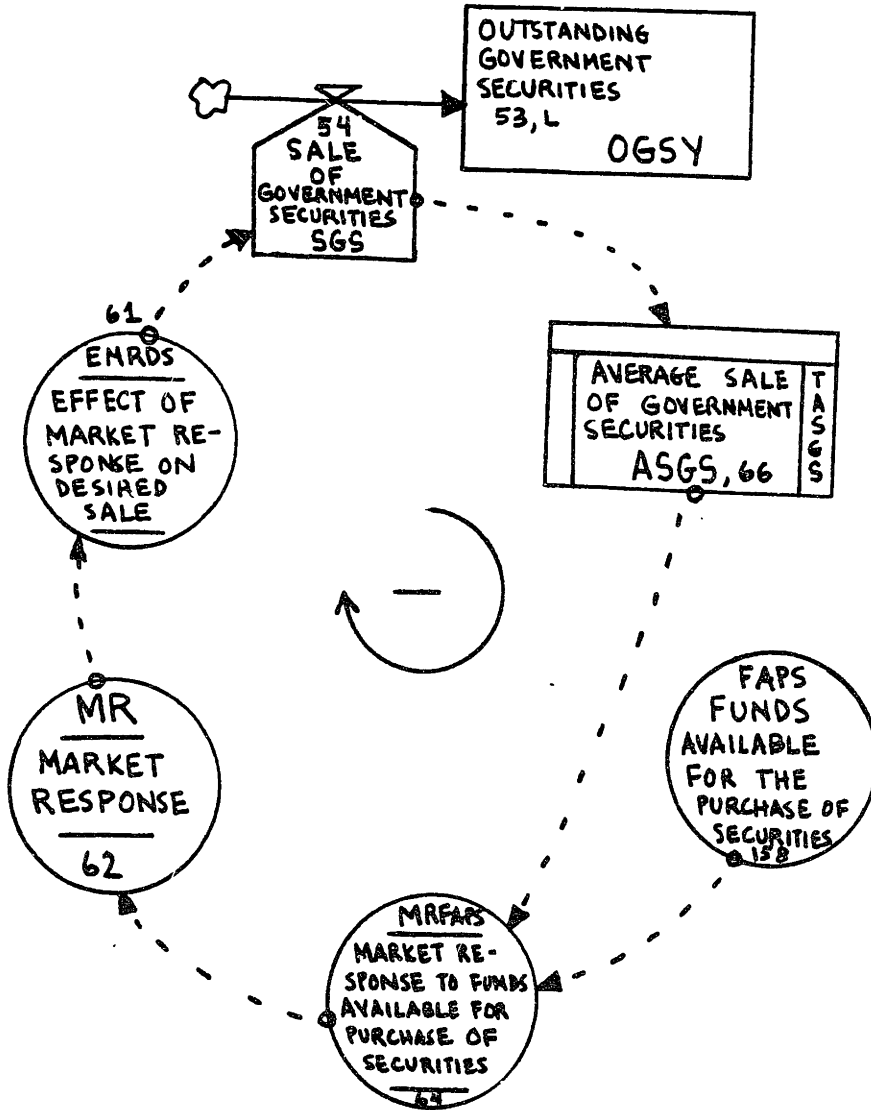 OUTSTANDING
GOVERNMENT
SECURITIES
53, L
OGSY
54
SALE
OF
GOVERNMENT
SECURITIES
SGS
61
EMRDS
EFFECT OF
MARKET RE-
SPONSE ON
DESIRED
SALE
AVERAGE SALE
OF GOVERNMENT
SECURITIES
ASGS, 66
TASGS
MR
MARKET
RESPONSE
62
FAPS
FUNDS
AVAILABLE
FOR THE
PURCHASE OF
SECURITIES
158
MRFAPS
MARKET RE-
SPONSE TO FUNDS
AVAILABLE FOR
PURCHASE OF
SECURITIES
64